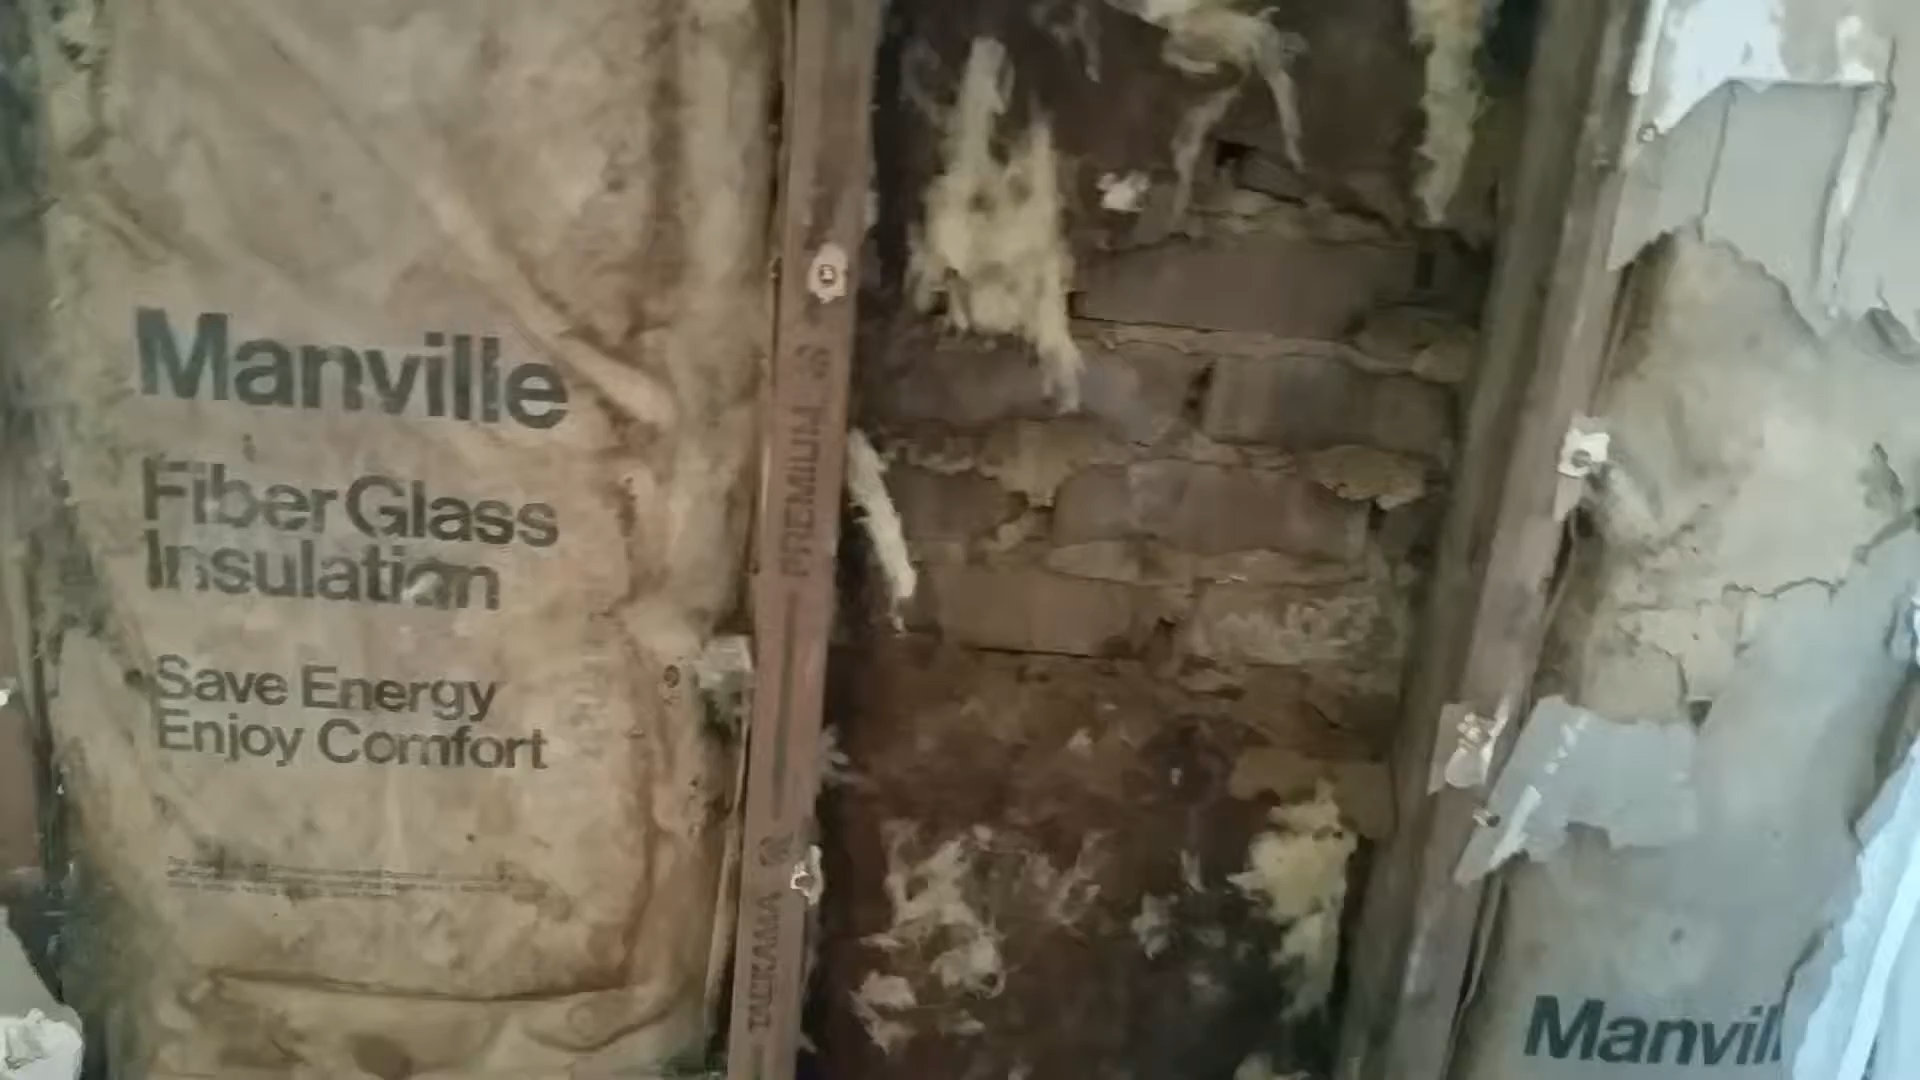 Manville
Fiber Glass
Insulation
Save Energy
Enjoy Comfort
PREMIUM S
Manvill